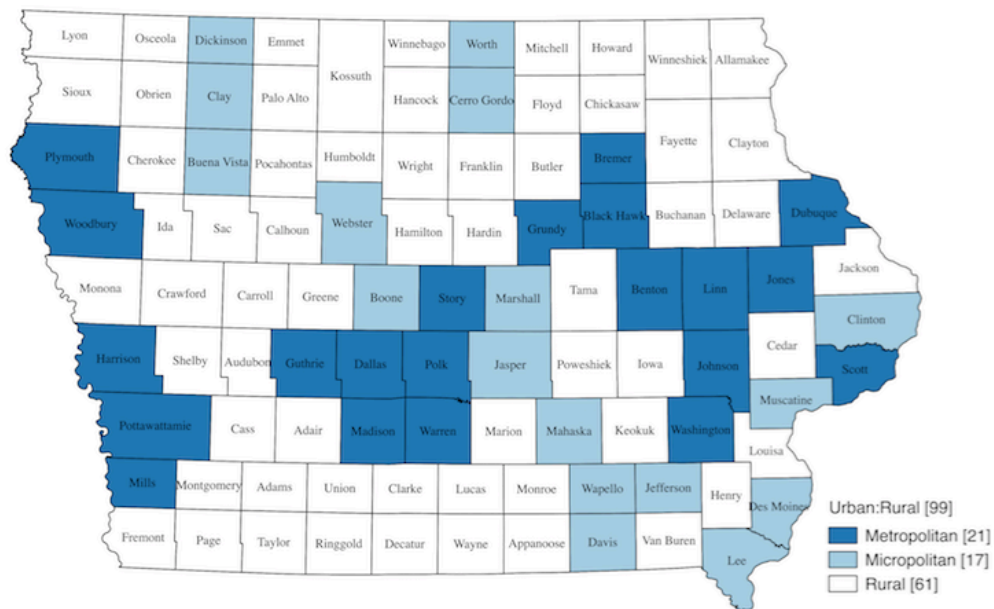 Lyon
Osceola
Dickinson
Emmet
Kossuth
Winnebago
Worth
Mitchell
Howard
Winneshiek
Allamakee
Sioux
Obrien
Clay
Palo Alto
Hancock
Cerro Gordo
Floyd
Chickasaw
Fayette
Clayton
Plymouth
Cherokee
Buena Vista
Pocahontas
Humboldt
Wright
Franklin
Butler
Bremer
Woodbury
Ida
Sac
Calhoun
Webster
Hamilton
Hardin
Grundy
Black Hawk
Buchanan
Delaware
Dubuque
Monona
Crawford
Carroll
Greene
Boone
Story
Marshall
Tama
Benton
Linn
Jones
Jackson
Clinton
Harrison
Shelby
Audubon
Guthrie
Dallas
Polk
Jasper
Poweshiek
Iowa
Johnson
Cedar
Scott
Muscatine
Pottawattamie
Cass
Adair
Madison
Warren
Marion
Mahaska
Keokuk
Washington
Louisa
Mills
Montgomery
Adams
Union
Clarke
Lucas
Monroe
Wapello
Jefferson
Henry
Des Moines
Fremont
Page
Taylor
Ringgold
Decatur
Wayne
Appanoose
Davis
Van Buren
Lee
Urban:Rural [99]
Metropolitan [21]
Micropolitan [17]
Rural [61]